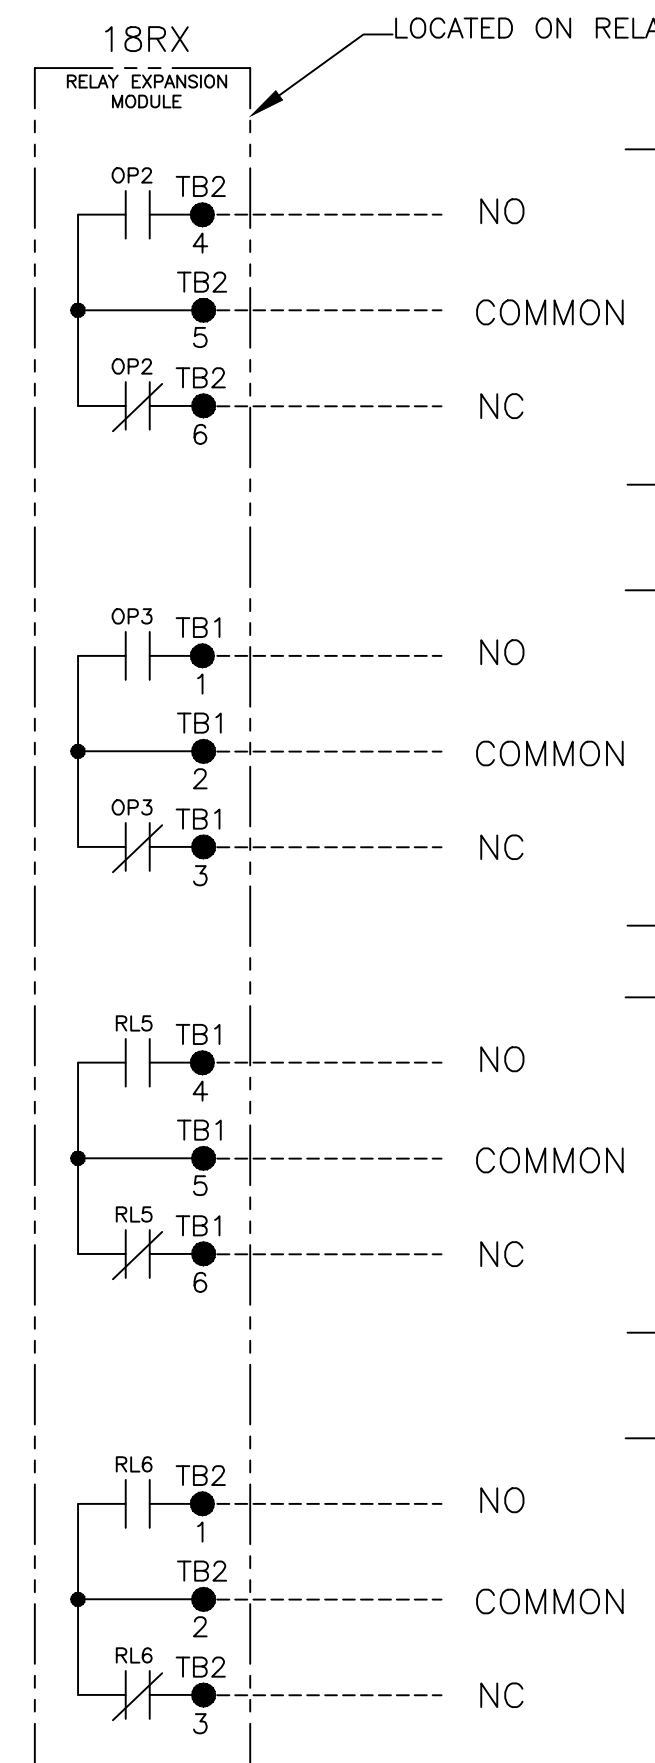 18RX
LOCATED ON
RELAY EXPANSION
MODULE
OP2
TB2
4
NO
TB2
5
COMMON
OP2
TB2
6
NC
OP3
TB1
1
NO
TB1
2
COMMON
OP3
TB1
3
NC
RL5
TB1
4
NO
TB1
5
COMMON
RL5
TB1
6
NC
RL6
TB2
1
NO
TB2
2
COMMON
RL6
TB2
3
NC